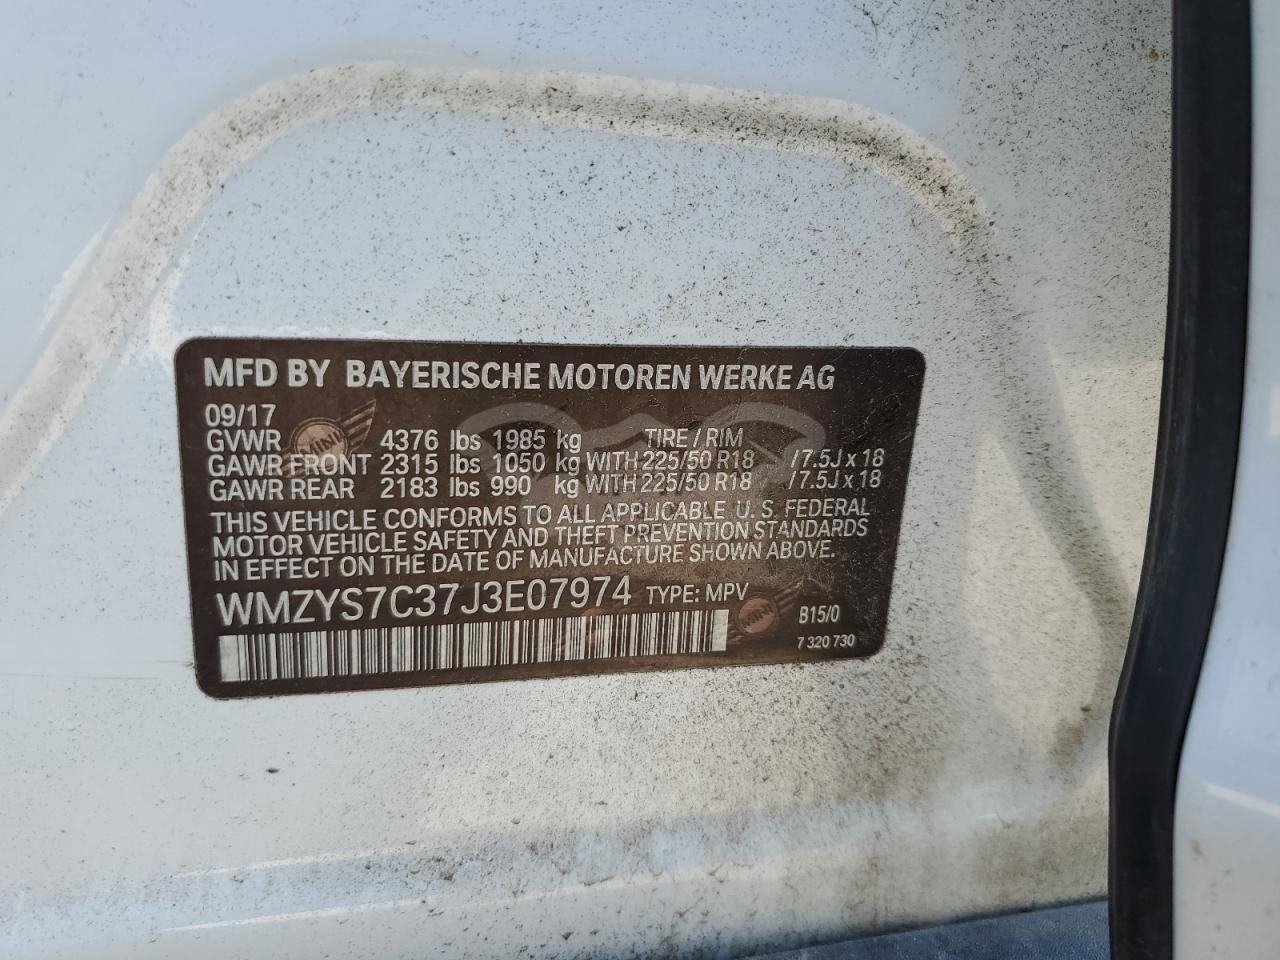 MFD BY BAYERISCHE MOTOREN WERKE AG
09/17
MINI
GVWR 4376 lbs 1985 kg TIRE / RIM
GAWR FRONT 2315 lbs 1050 kg WITH 225/50 R18 /7.5J x 18
GAWR REAR 2183 lbs 990 kg WITH 225/50 R18 /7.5J x 18
THIS VEHICLE CONFORMS TO ALL APPLICABLE U. S. FEDERAL
MOTOR VEHICLE SAFETY AND THEFT PREVENTION STANDARDS
IN EFFECT ON THE DATE OF MANUFACTURE SHOWN ABOVE.
WMZYS7C37J3E07974 TYPE: MPV
MINI
B15/0
7 320 730